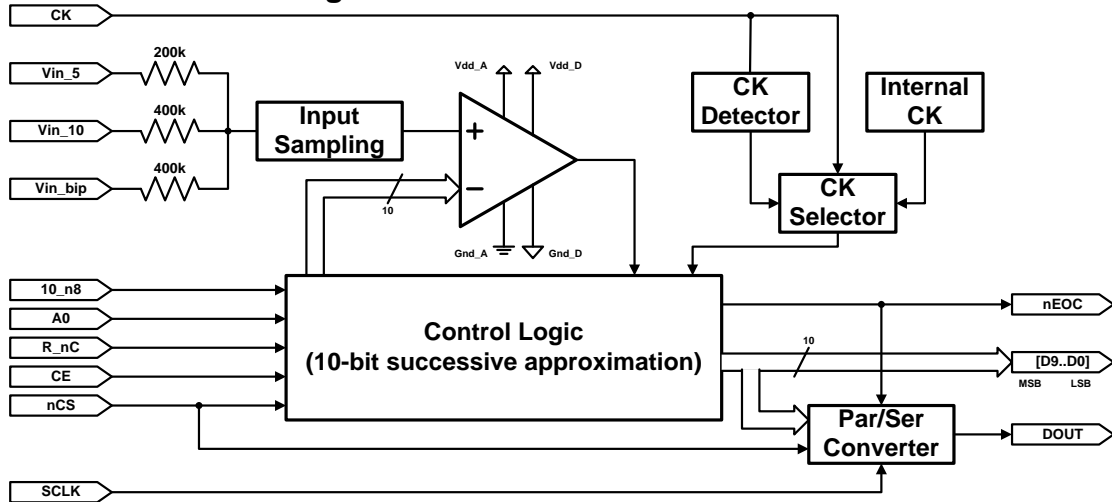 CK
200k
Vin_5
400k
Vin_10
400k
Vin_bip
Input
Sampling
Vdd_A
Vdd_D
+
−
10
Gnd_A
Gnd_D
CK
Detector
Internal
CK
CK
Selector
10_n8
A0
R_nC
CE
nCS
SCLK
Control Logic
(10-bit successive approximation)
nEOC
10
[D9..D0]
MSB LSB
Par/Ser
Converter
DOUT